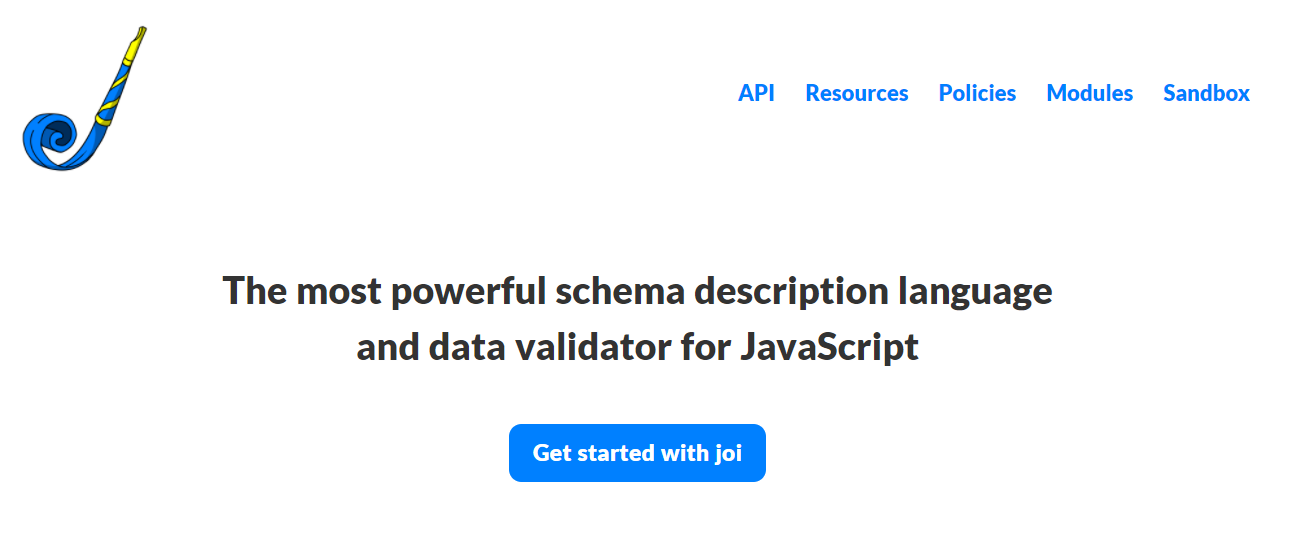 API Resources Policies Modules Sandbox
The most powerful schema description language
and data validator for JavaScript
Get started with joi